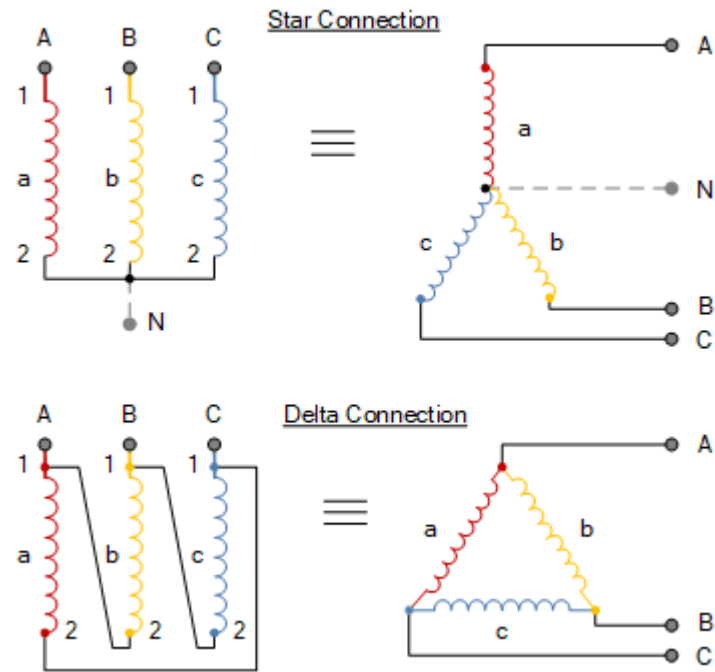 Star Connection
A B C
A
1 1 1
a
a b c
N
c b
2 2 2
B
N
C
Delta Connection
A B C
A
1 1 1
a b
a b c
2 2 2
B
c
C